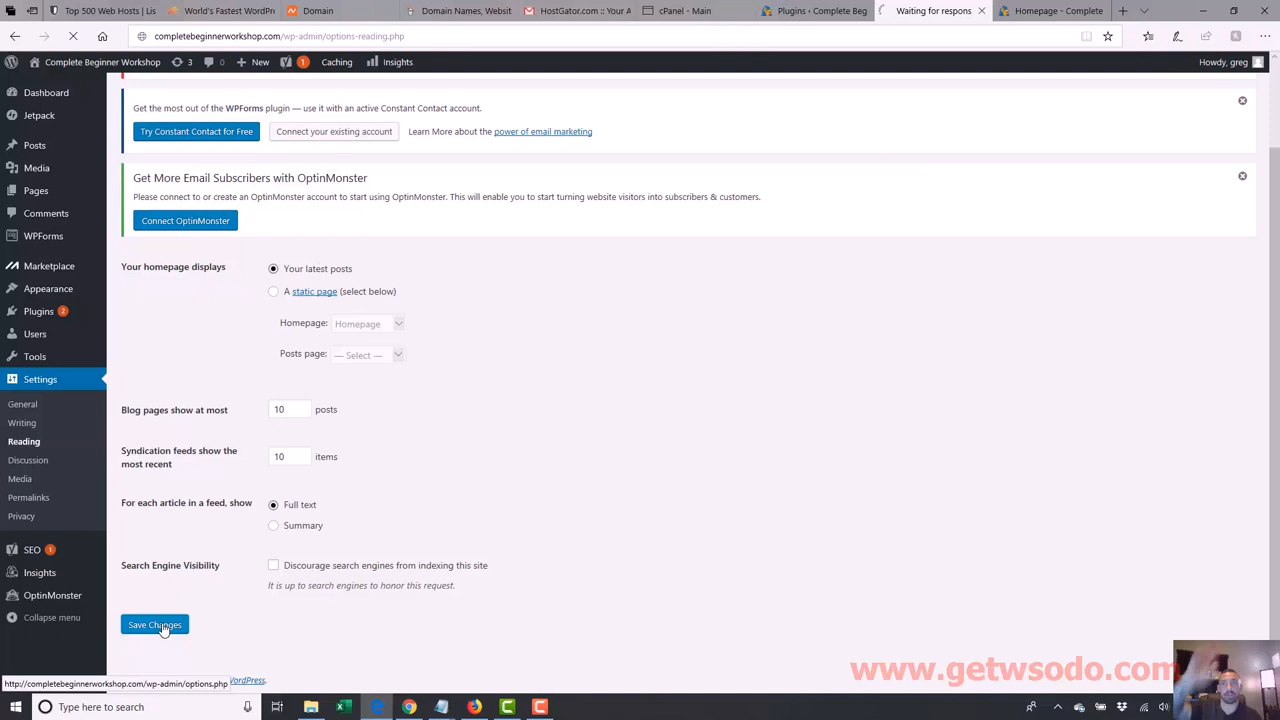 Top 500 Web Hosts Lis
7 Best (Fastest) WordPr
Domain
Domain Names, Websit
HostGator.com :: Your A
cPanel - Main
Plugins ‹ Complete Beg
Waiting for respons
Homepage - Complete
completebeginnerworkshop.com/wp-admin/options-reading.php
Complete Beginner Workshop
3
0
New
1
Caching
Insights
Howdy, greg
Dashboard
Jetpack
Posts
Media
Pages
Comments
WPForms
Marketplace
Appearance
Plugins 2
Users
Tools
Settings
General
Writing
Reading
Discussion
Media
Permalinks
Privacy
SEO 1
Insights
OptinMonster
Collapse menu
Get the most out of the WPForms plugin — use it with an active Constant Contact account.
Try Constant Contact for Free
Connect your existing account
Learn More about the power of email marketing
Get More Email Subscribers with OptinMonster
Please connect to or create an OptinMonster account to start using OptinMonster. This will enable you to start turning website visitors into subscribers & customers.
Connect OptinMonster
Your homepage displays
Your latest posts
A static page (select below)
Homepage: Homepage
Posts page: — Select —
Blog pages show at most
10 posts
Syndication feeds show the
most recent
10 items
For each article in a feed, show
Full text
Summary
Search Engine Visibility
Discourage search engines from indexing this site
It is up to search engines to honor this request.
Save Changes
http://completebeginnerworkshop.com/wp-admin/options.php
WordPress.
www.getwsodo.com
Type here to search